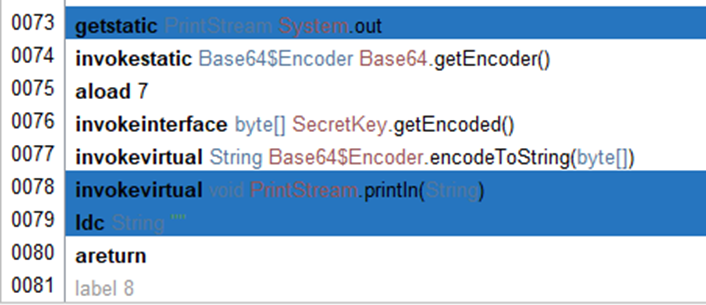 0073 getstatic PrintStream System.out
0074 invokestatic Base64$Encoder Base64.getEncoder()
0075 aload 7
0076 invokeinterface byte[] SecretKey.getEncoded()
0077 invokevirtual String Base64$Encoder.encodeToString(byte[])
0078 invokevirtual void PrintStream.println(String)
0079 ldc String ""
0080 areturn
0081 label 8